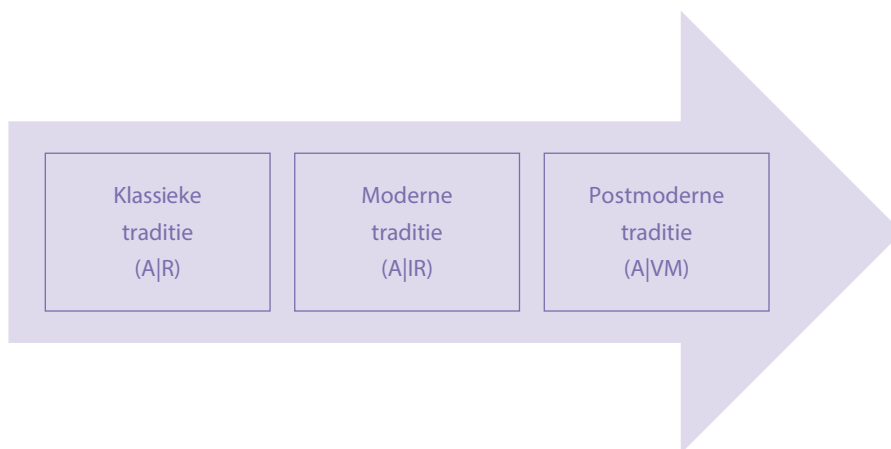 Klassieke
traditie
(A|R)
Moderne
traditie
(A|IR)
Postmoderne
traditie
(A|VM)